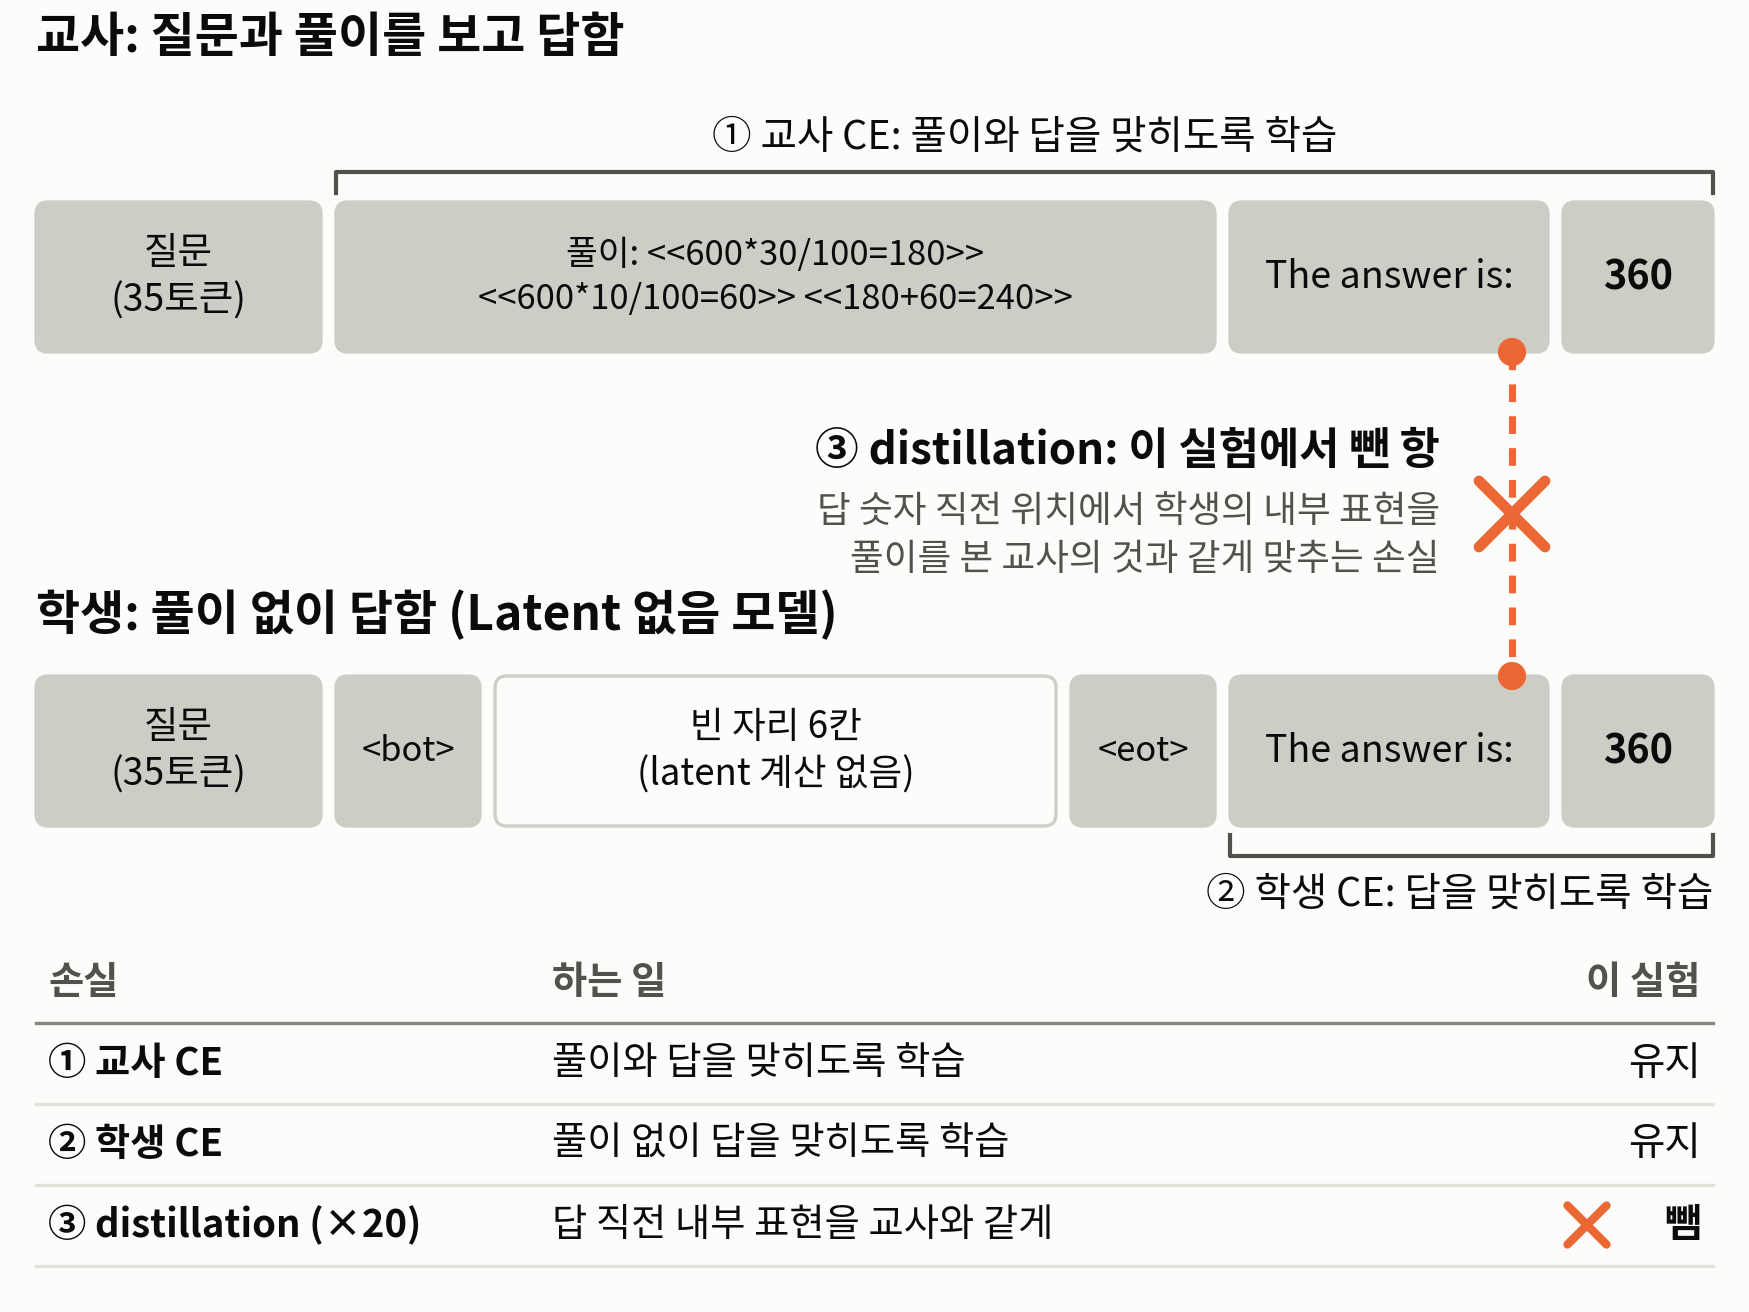 교사: 질문과 풀이를 보고 답함
① 교사 CE: 풀이와 답을 맞히도록 학습
질문
(35토큰)
풀이: <<600*30/100=180>>
<<600*10/100=60>> <<180+60=240>>
The answer is:
360
③ distillation: 이 실험에서 뺀 항
답 숫자 직전 위치에서 학생의 내부 표현을
풀이를 본 교사의 것과 같게 맞추는 손실
학생: 풀이 없이 답함 (Latent 없음 모델)
질문
(35토큰)
<bot>
빈 자리 6칸
(latent 계산 없음)
<eot>
The answer is:
360
② 학생 CE: 답을 맞히도록 학습
손실 하는 일 이 실험
① 교사 CE 풀이와 답을 맞히도록 학습 유지
② 학생 CE 풀이 없이 답을 맞히도록 학습 유지
③ distillation (×20) 답 직전 내부 표현을 교사와 같게 뺌